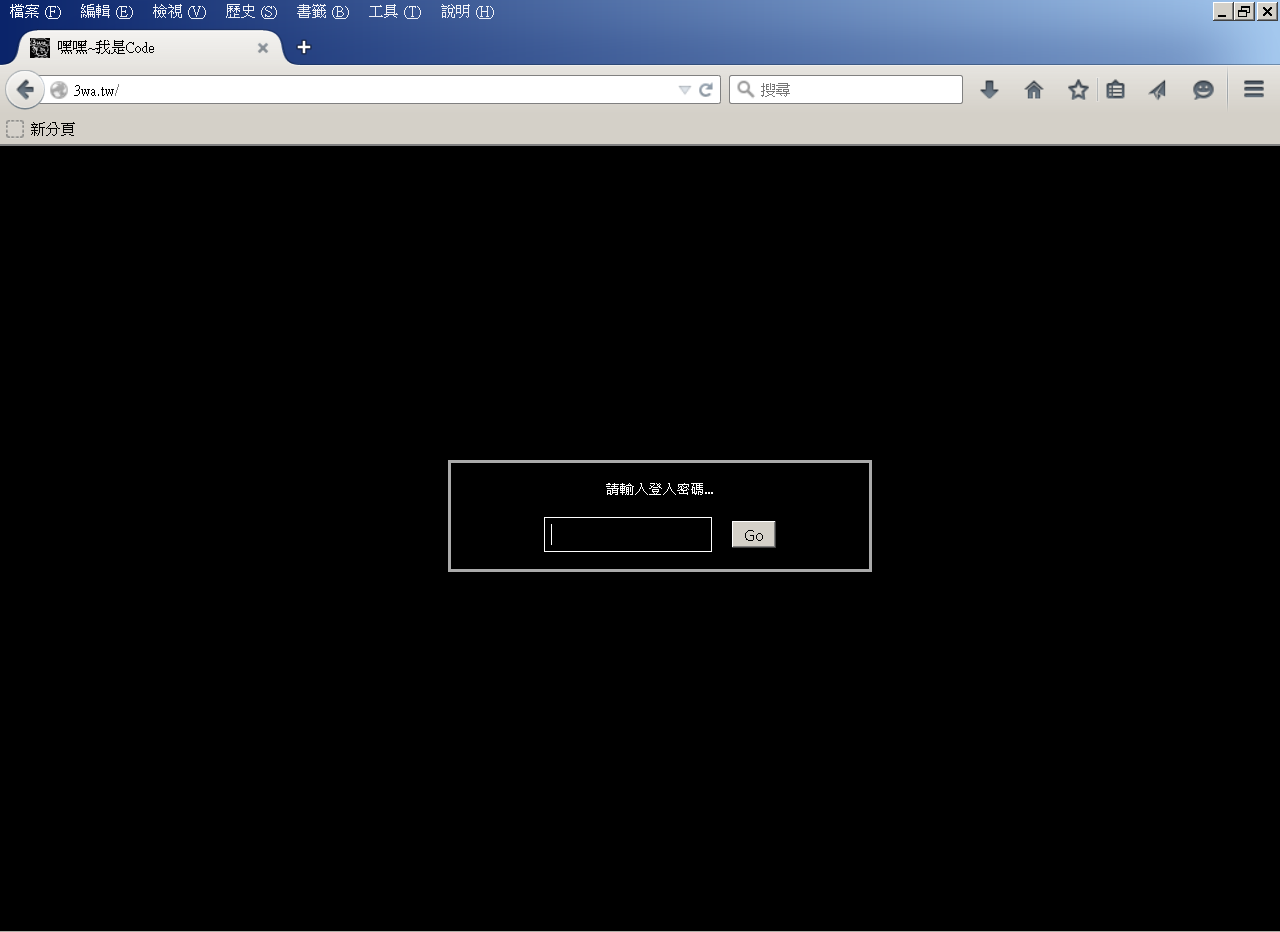 檔案 (F) 編輯 (E) 檢視 (V) 歷史 (S) 書籤 (B) 工具 (T) 說明 (H)
嘿嘿~我是Code
3wa.tw/
搜尋
新分頁
請輸入登入密碼...
Go